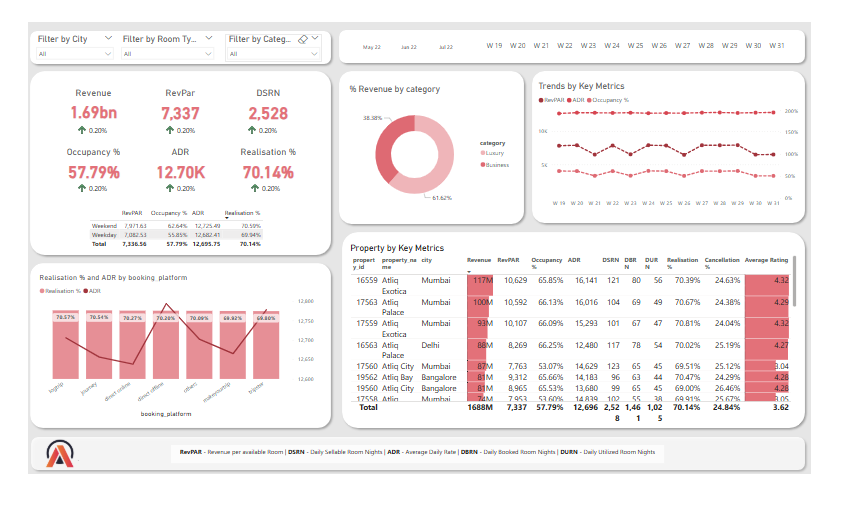 Filter by City
All
Filter by Room Ty...
All
Filter by Categ...
All
May 22 Jun 22 Jul 22 W 19 W 20 W 21 W 22 W 23 W 24 W 25 W 26 W 27 W 28 W 29 W 30 W 31
Revenue RevPar DSRN
1.69bn 7,337 2,528
0.20% 0.20% 0.20%
Occupancy % ADR Realisation %
57.79% 12.70K 70.14%
0.20% 0.20% 0.20%
RevPAR Occupancy % ADR Realisation %
Weekend 7,971.63 62.64% 12,725.49 70.59%
Weekday 7,082.53 55.85% 12,682.41 69.94%
Total 7,336.56 57.79% 12,695.75 70.14%
% Revenue by category
38.38%
61.62%
category
Luxury
Business
Trends by Key Metrics
RevPAR ADR Occupancy %
200%
150%
100%
50%
0%
10K
5K
W 19 W 20 W 21 W 22 W 23 W 24 W 25 W 26 W 27 W 28 W 29 W 30 W 31
Realisation % and ADR by booking_platform
Realisation % ADR
70.57% 70.54% 70.27% 70.20% 70.09% 69.92% 69.80%
12,800
12,750
12,700
12,650
12,600
logtrip journey direct online direct offline others makeyourtrip tripster
booking_platform
Property by Key Metrics
property_id property_name city Revenue RevPAR Occupancy % ADR DSRN DBRN DURN Realisation % Cancellation % Average Rating
16559 Atliq Exotica Mumbai 117M 10,629 65.85% 16,141 121 80 56 70.39% 24.63% 4.32
17563 Atliq Palace Mumbai 100M 10,592 66.13% 16,016 104 69 49 70.67% 24.38% 4.29
17559 Atliq Exotica Mumbai 93M 10,107 66.09% 15,293 101 67 47 70.81% 24.04% 4.32
16563 Atliq Palace Delhi 88M 8,269 66.25% 12,480 117 78 54 70.02% 25.19% 4.27
17560 Atliq City Mumbai 87M 7,763 53.07% 14,629 123 65 45 69.51% 25.12% 3.04
19562 Atliq Bay Bangalore 81M 9,312 65.66% 14,183 96 63 44 70.47% 24.29% 4.28
19560 Atliq City Bangalore 81M 8,965 65.53% 13,680 99 65 45 69.00% 26.46% 4.28
17558 Atliq Mumbai 74M 7,953 53.60% 14,839 102 55 38 69.91% 25.67% 3.05
Total 1688M 7,337 57.79% 12,696 2,528 1,461 1,025 70.14% 24.84% 3.62
RevPAR - Revenue per available Room | DSRN - Daily Sellable Room Nights | ADR - Average Daily Rate | DBRN - Daily Booked Room Nights | DURN - Daily Utilized Room Nights